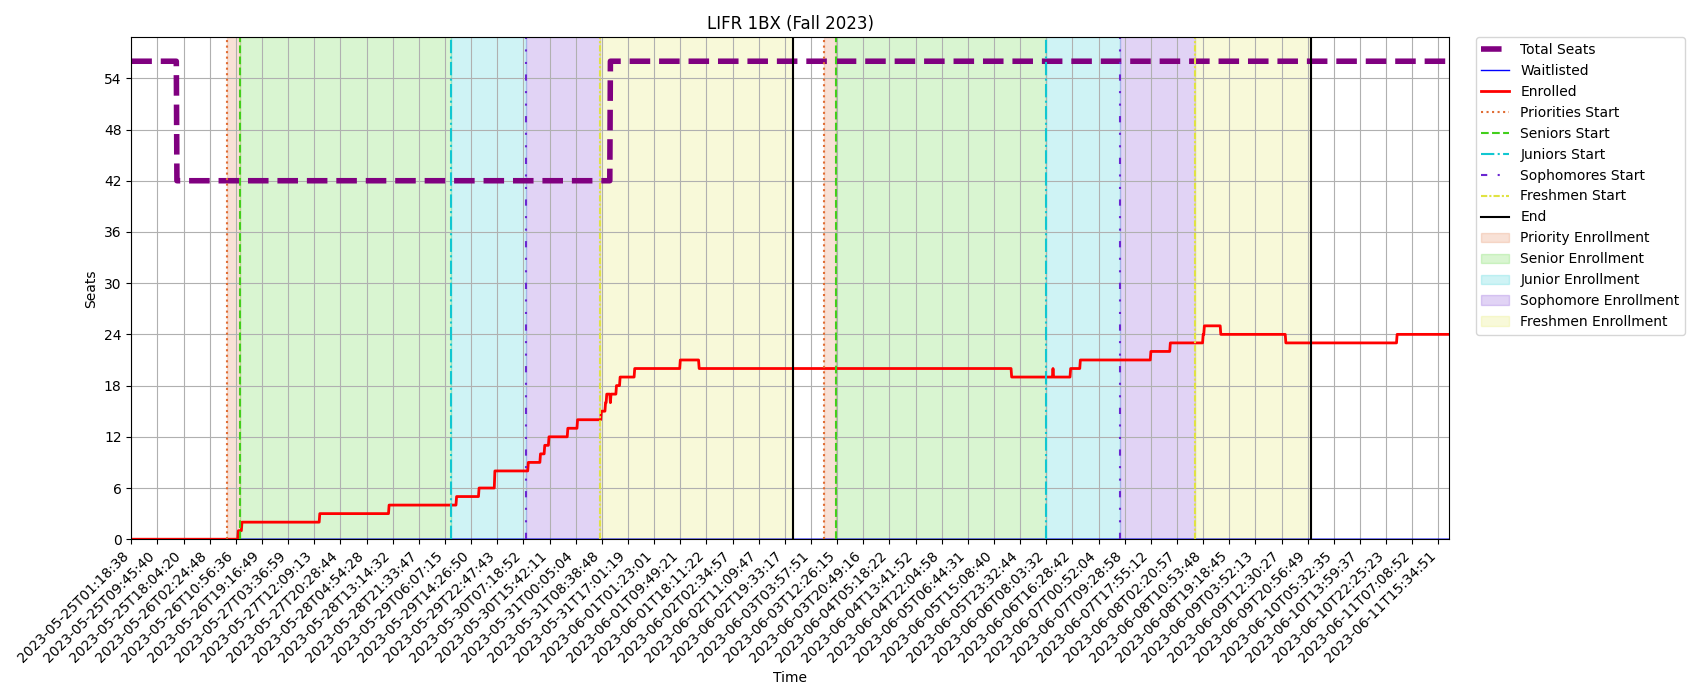 LIFR 1BX (Fall 2023)
Total Seats
Waitlisted
Enrolled
Priorities Start
Seniors Start
Juniors Start
Sophomores Start
Freshmen Start
End
Priority Enrollment
Senior Enrollment
Junior Enrollment
Sophomore Enrollment
Freshmen Enrollment
Seats
54
48
42
36
30
24
18
12
6
0
2023-05-25T01:18:38
2023-05-25T09:45:40
2023-05-25T18:04:20
2023-05-26T02:24:48
2023-05-26T10:56:36
2023-05-26T19:16:49
2023-05-27T03:36:59
2023-05-27T12:09:13
2023-05-27T20:28:44
2023-05-28T04:54:28
2023-05-28T13:14:32
2023-05-28T21:33:47
2023-05-29T06:07:15
2023-05-29T14:26:50
2023-05-29T22:47:43
2023-05-30T07:18:52
2023-05-30T15:42:11
2023-05-31T00:05:04
2023-05-31T08:38:48
2023-05-31T17:01:19
2023-06-01T01:23:01
2023-06-01T09:49:21
2023-06-01T18:11:22
2023-06-02T02:34:57
2023-06-02T11:09:47
2023-06-02T19:33:17
2023-06-03T03:57:51
2023-06-03T12:26:15
2023-06-03T20:49:16
2023-06-04T05:18:22
2023-06-04T13:41:52
2023-06-04T22:04:58
2023-06-05T06:44:31
2023-06-05T15:08:40
2023-06-05T23:32:44
2023-06-06T08:03:32
2023-06-06T16:28:42
2023-06-07T00:52:04
2023-06-07T09:28:58
2023-06-07T17:55:12
2023-06-08T02:20:57
2023-06-08T10:53:48
2023-06-08T19:18:45
2023-06-09T03:52:13
2023-06-09T12:30:27
2023-06-09T20:56:49
2023-06-10T05:32:35
2023-06-10T13:59:37
2023-06-10T22:25:23
2023-06-11T07:08:52
2023-06-11T15:34:51
Time